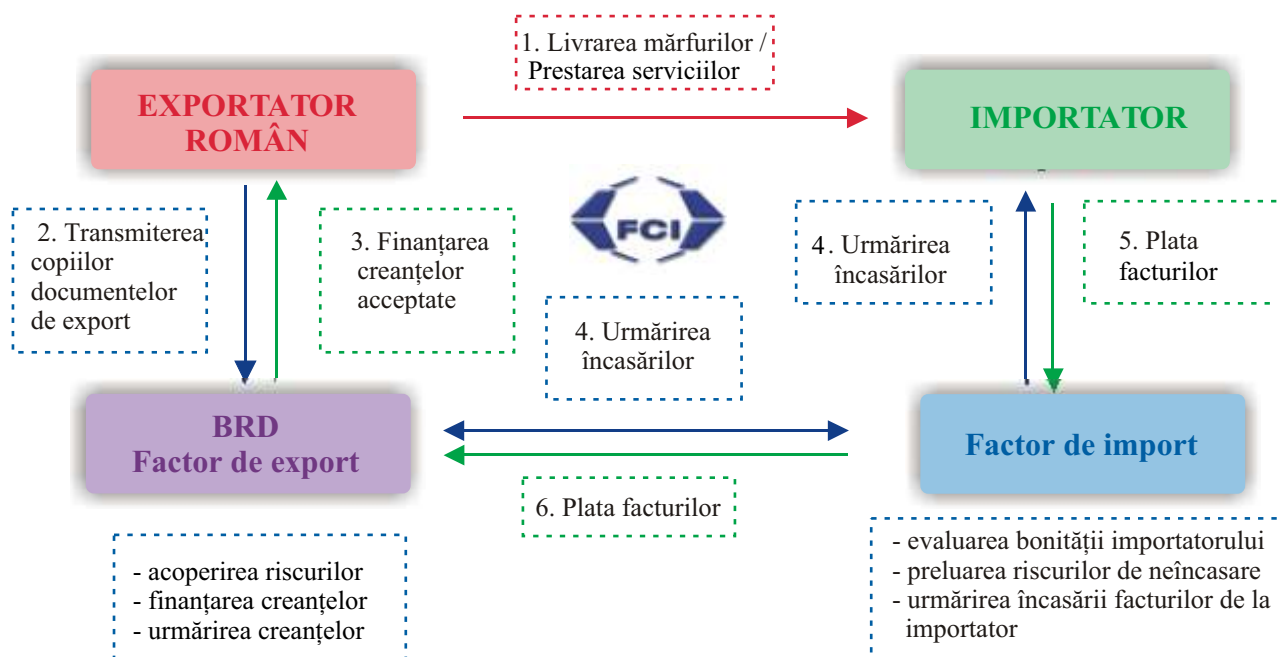 1. Livrarea mărfurilor /
Prestarea serviciilor
EXPORTATOR
ROMÂN
IMPORTATOR
FCI
2. Transmiterea
copiilor
documentelor
de export
3. Finanțarea
creanțelor
acceptate
4. Urmărirea
încasărilor
5. Plata
facturilor
4. Urmărirea
încasărilor
BRD
Factor de export
Factor de import
6. Plata facturilor
- acoperirea riscurilor
- finanțarea creanțelor
- urmărirea creanțelor
- evaluarea bonității importatorului
- preluarea riscurilor de neîncasare
- urmărirea încasării facturilor de la
importator